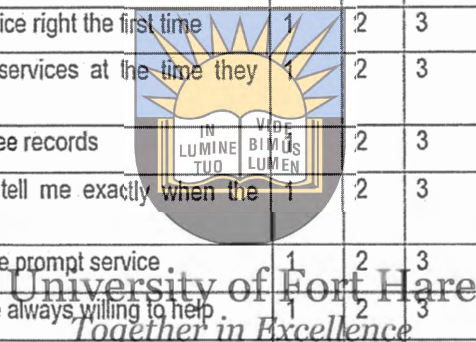 ice right the first time 1 2 3
services at the time they 1 2 3
ee records 1 2 3
IN LUMINE TUO VIDE BIMUS LUMEN
tell me exactly when the 1 2 3
e prompt service 1 2 3
University of Fort Hare
e always willing to help 1 2 3
Together in Excellence